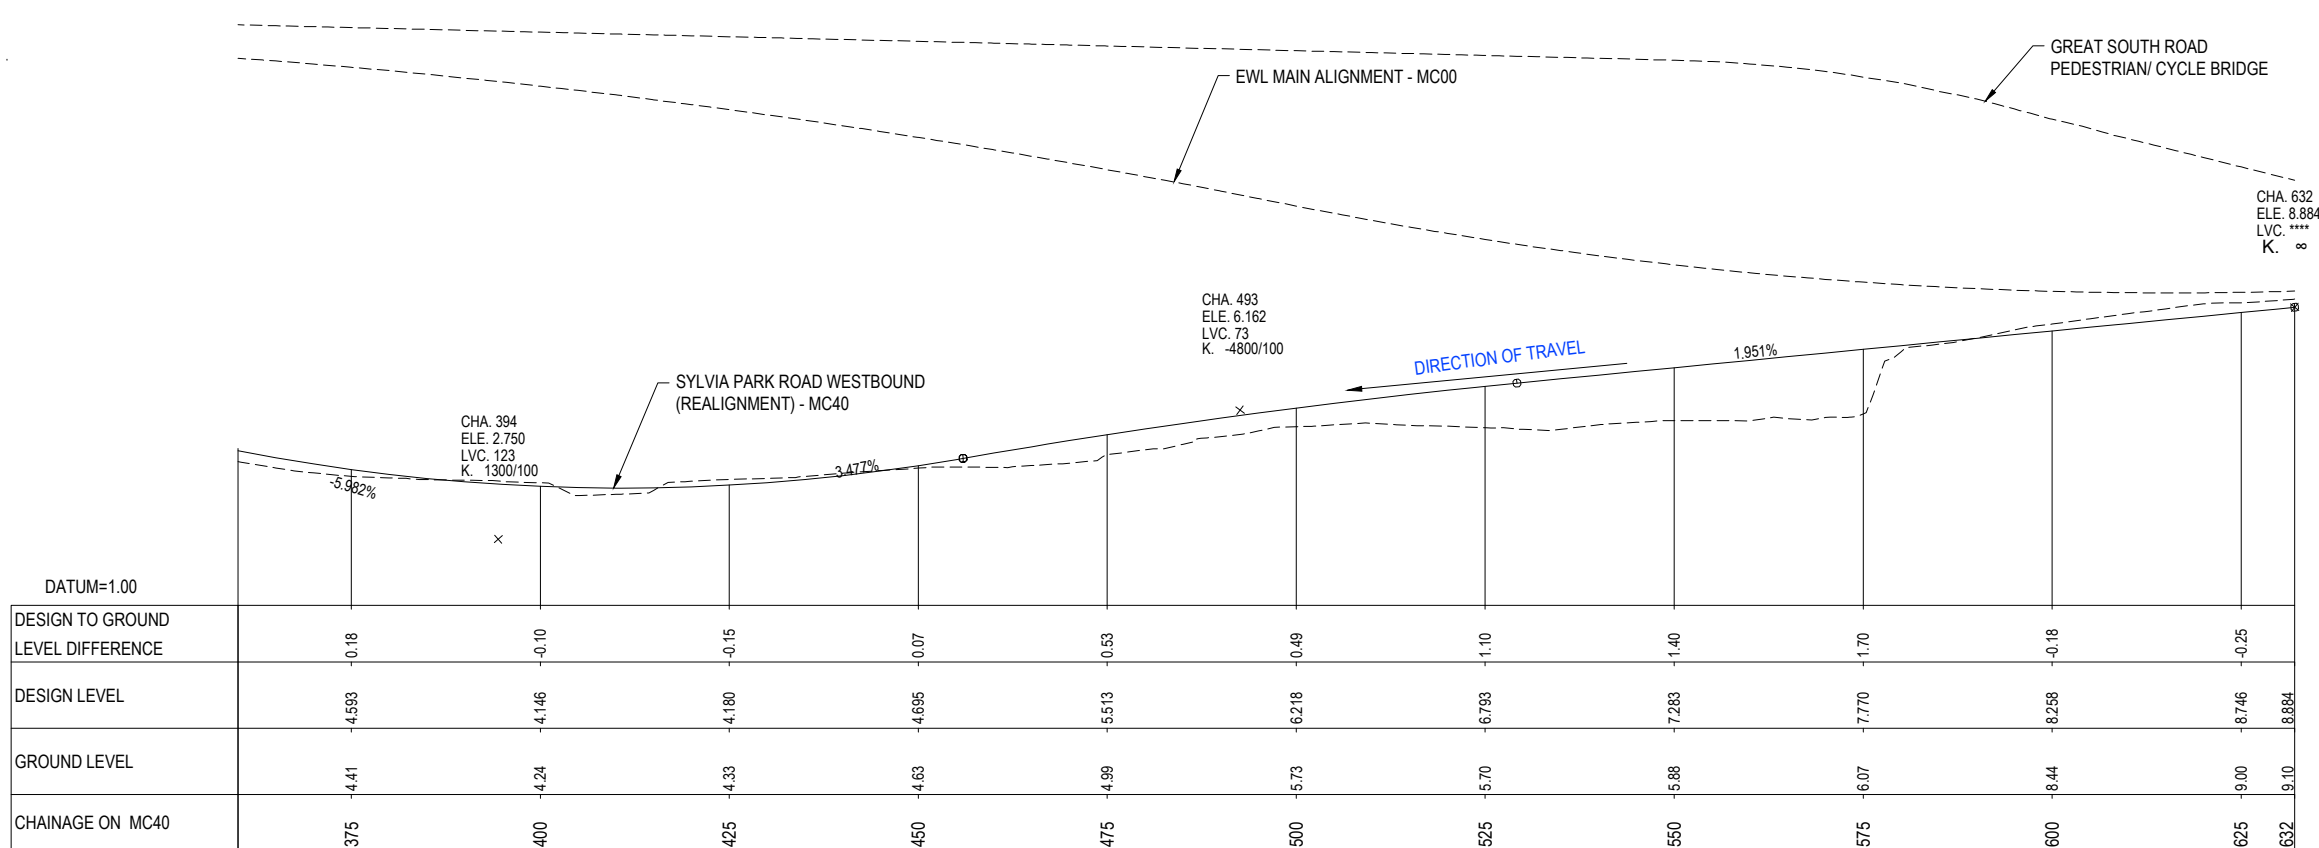 GREAT SOUTH ROAD
PEDESTRIAN/ CYCLE BRIDGE
EWL MAIN ALIGNMENT - MC00
CHA. 632
ELE. 8.884
LVC. ****
K. ∞
CHA. 493
ELE. 6.162
LVC. 73
K. -4800/100
DIRECTION OF TRAVEL
1.951%
SYLVIA PARK ROAD WESTBOUND
(REALIGNMENT) - MC40
CHA. 394
ELE. 2.750
LVC. 123
K. 1300/100
3.477%
-5.982%
DATUM=1.00
DESIGN TO GROUND
LEVEL DIFFERENCE
0.18 -0.10 -0.15 0.07 0.53 0.49 1.10 1.40 1.70 -0.18 -0.25
DESIGN LEVEL
4.593 4.146 4.180 4.695 5.513 6.218 6.793 7.283 7.770 8.258 8.746 8.884
GROUND LEVEL
4.41 4.24 4.33 4.63 4.99 5.73 5.70 5.88 6.07 8.44 9.00 9.10
CHAINAGE ON MC40
375 400 425 450 475 500 525 550 575 600 625 632